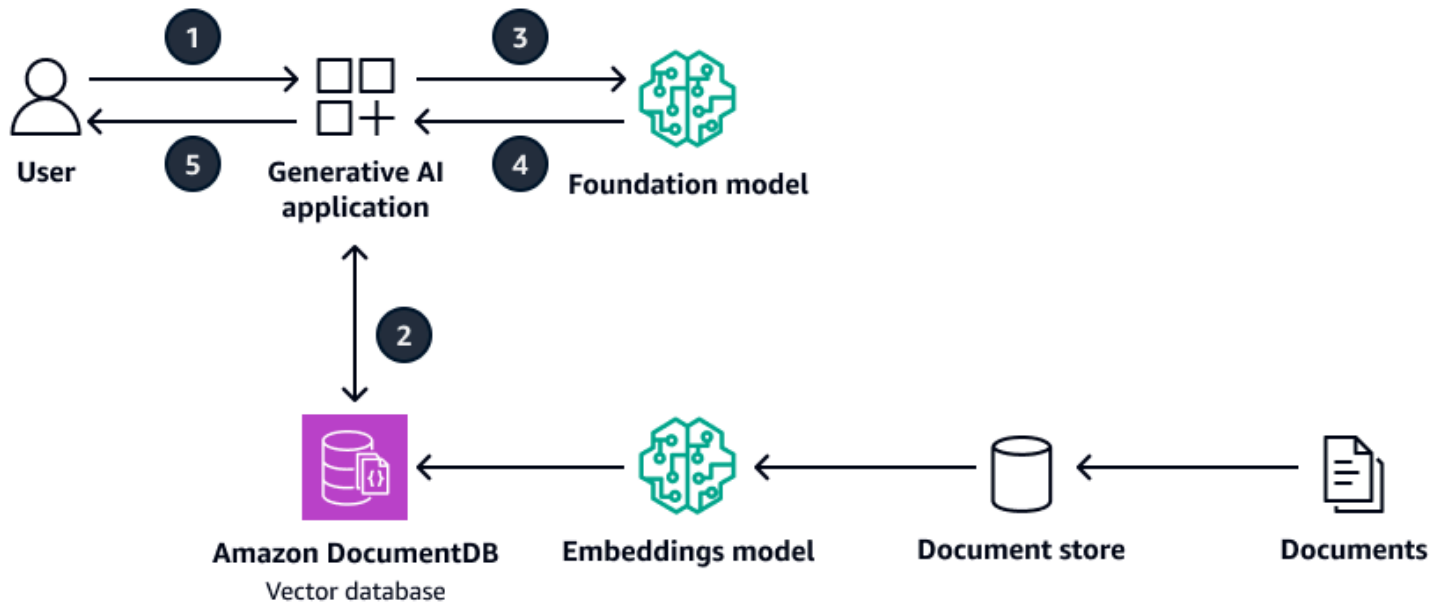 1
3
User
5
Generative AI
application
4
Foundation model
2
{}
Amazon DocumentDB
Vector database
Embeddings model
Document store
Documents